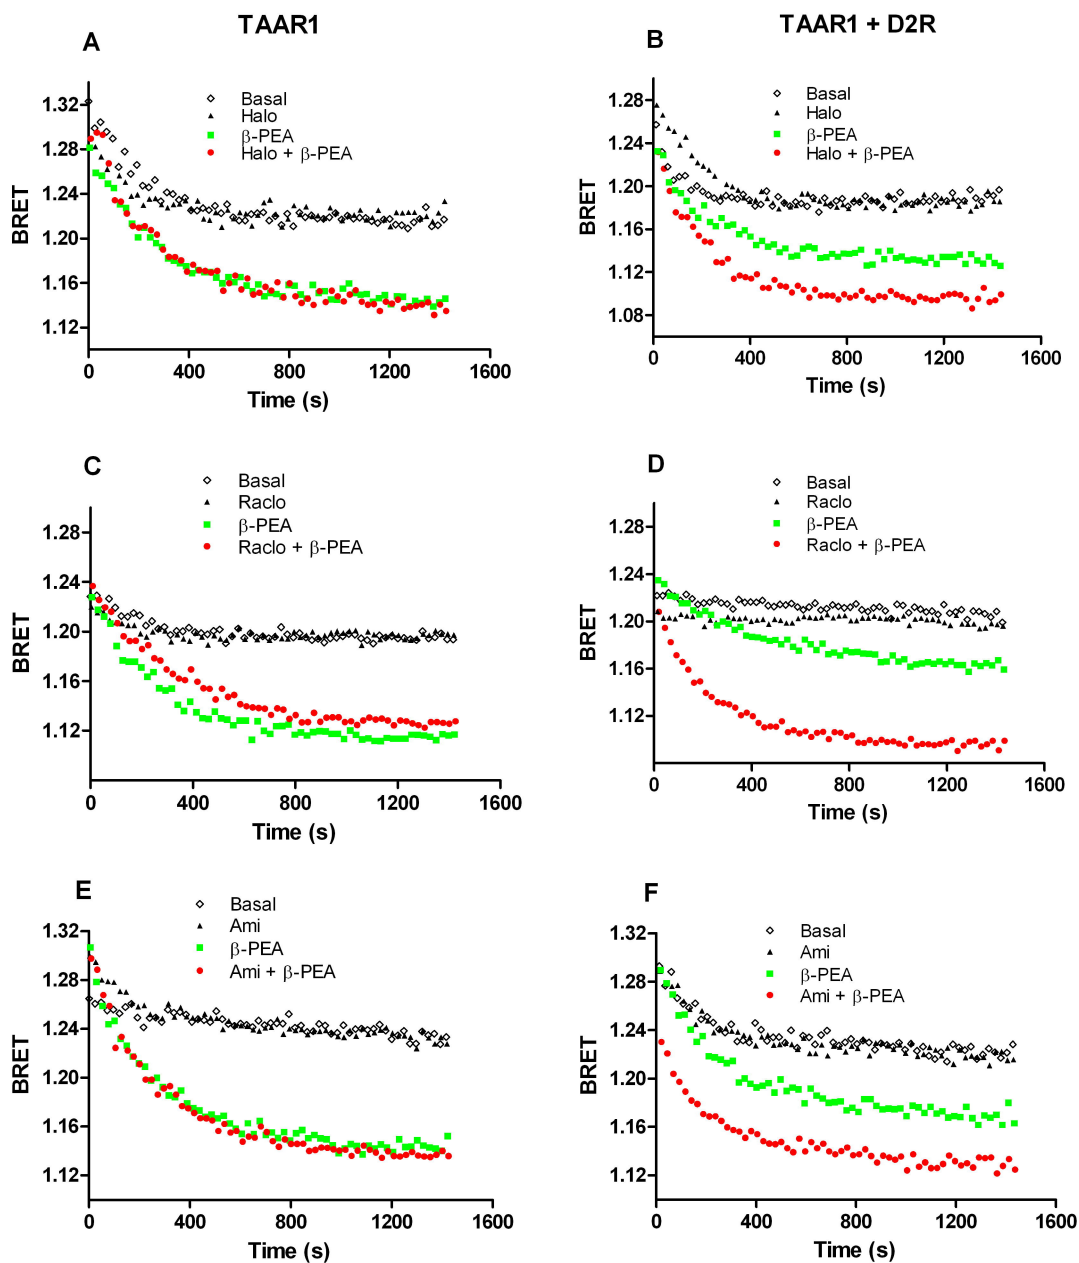 TAAR1
TAAR1 + D2R
A
Basal
Halo
β-PEA
Halo + β-PEA
1.32
1.28
1.24
1.20
1.16
1.12
BRET
0 400 800 1200 1600
Time (s)
B
Basal
Halo
β-PEA
Halo + β-PEA
1.28
1.24
1.20
1.16
1.12
1.08
BRET
0 400 800 1200 1600
Time (s)
C
Basal
Raclo
β-PEA
Raclo + β-PEA
1.28
1.24
1.20
1.16
1.12
BRET
0 400 800 1200 1600
Time (s)
D
Basal
Raclo
β-PEA
Raclo + β-PEA
1.28
1.24
1.20
1.16
1.12
BRET
0 400 800 1200 1600
Time (s)
E
Basal
Ami
β-PEA
Ami + β-PEA
1.32
1.28
1.24
1.20
1.16
1.12
BRET
0 400 800 1200 1600
Time (s)
F
Basal
Ami
β-PEA
Ami + β-PEA
1.32
1.28
1.24
1.20
1.16
1.12
BRET
0 400 800 1200 1600
Time (s)